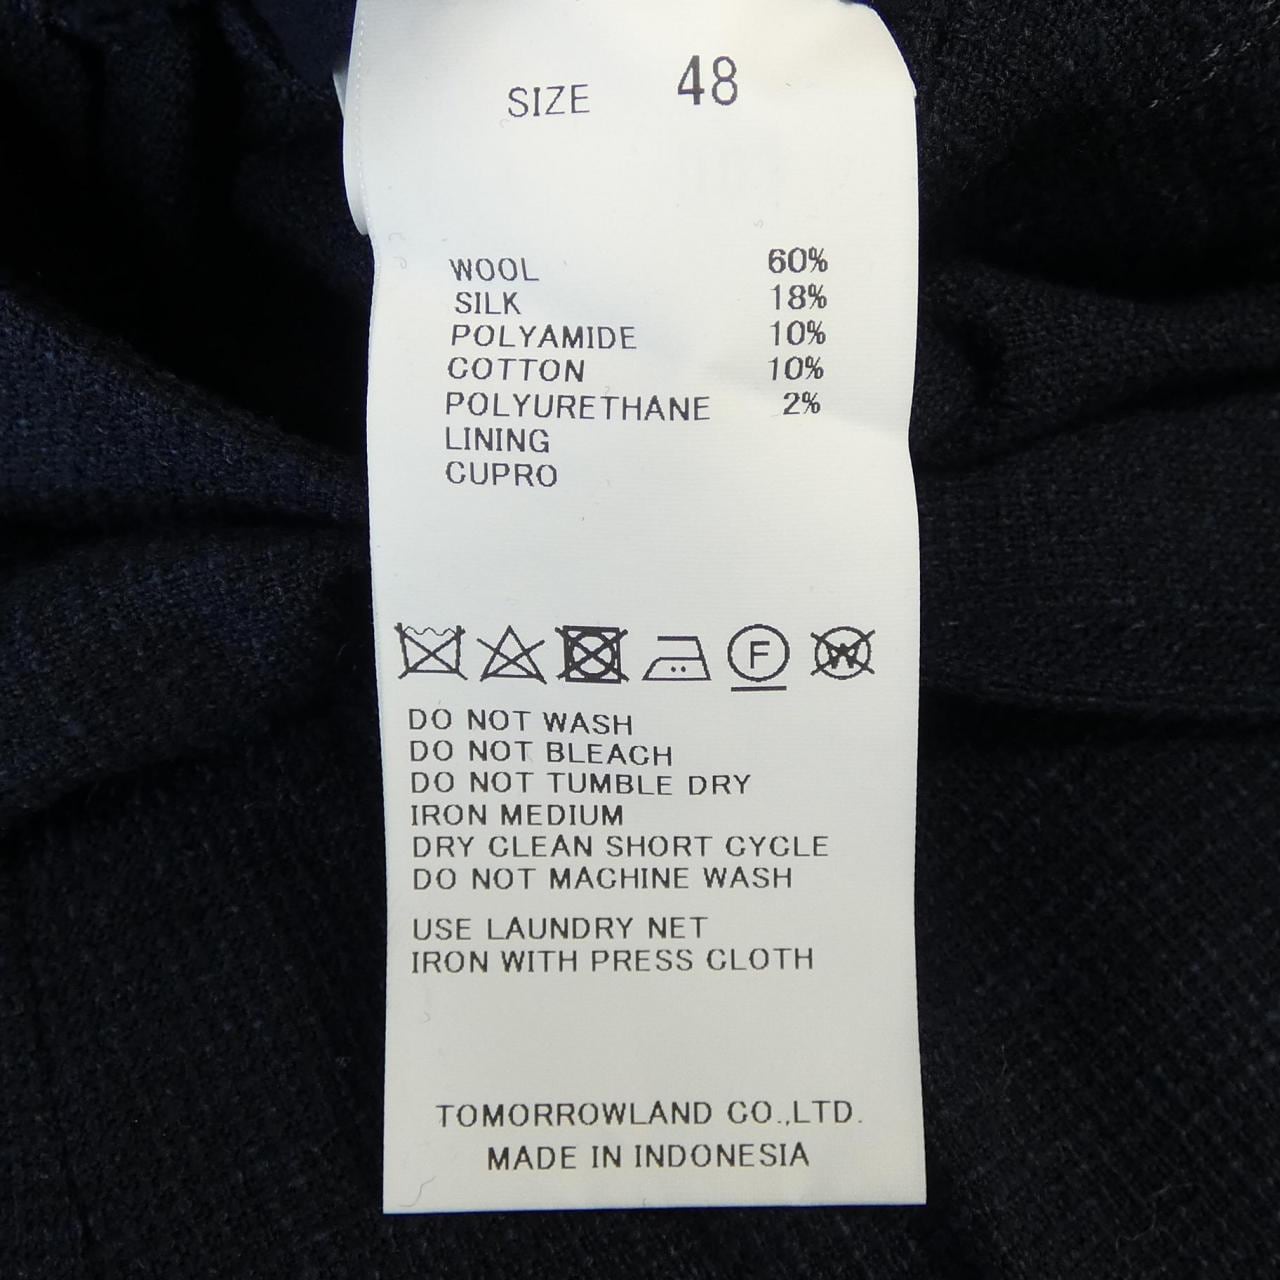 SIZE 48
WOOL 60%
SILK 18%
POLYAMIDE 10%
COTTON 10%
POLYURETHANE 2%
LINING
CUPRO
F W
DO NOT WASH
DO NOT BLEACH
DO NOT TUMBLE DRY
IRON MEDIUM
DRY CLEAN SHORT CYCLE
DO NOT MACHINE WASH
USE LAUNDRY NET
IRON WITH PRESS CLOTH
TOMORROWLAND CO.,LTD.
MADE IN INDONESIA